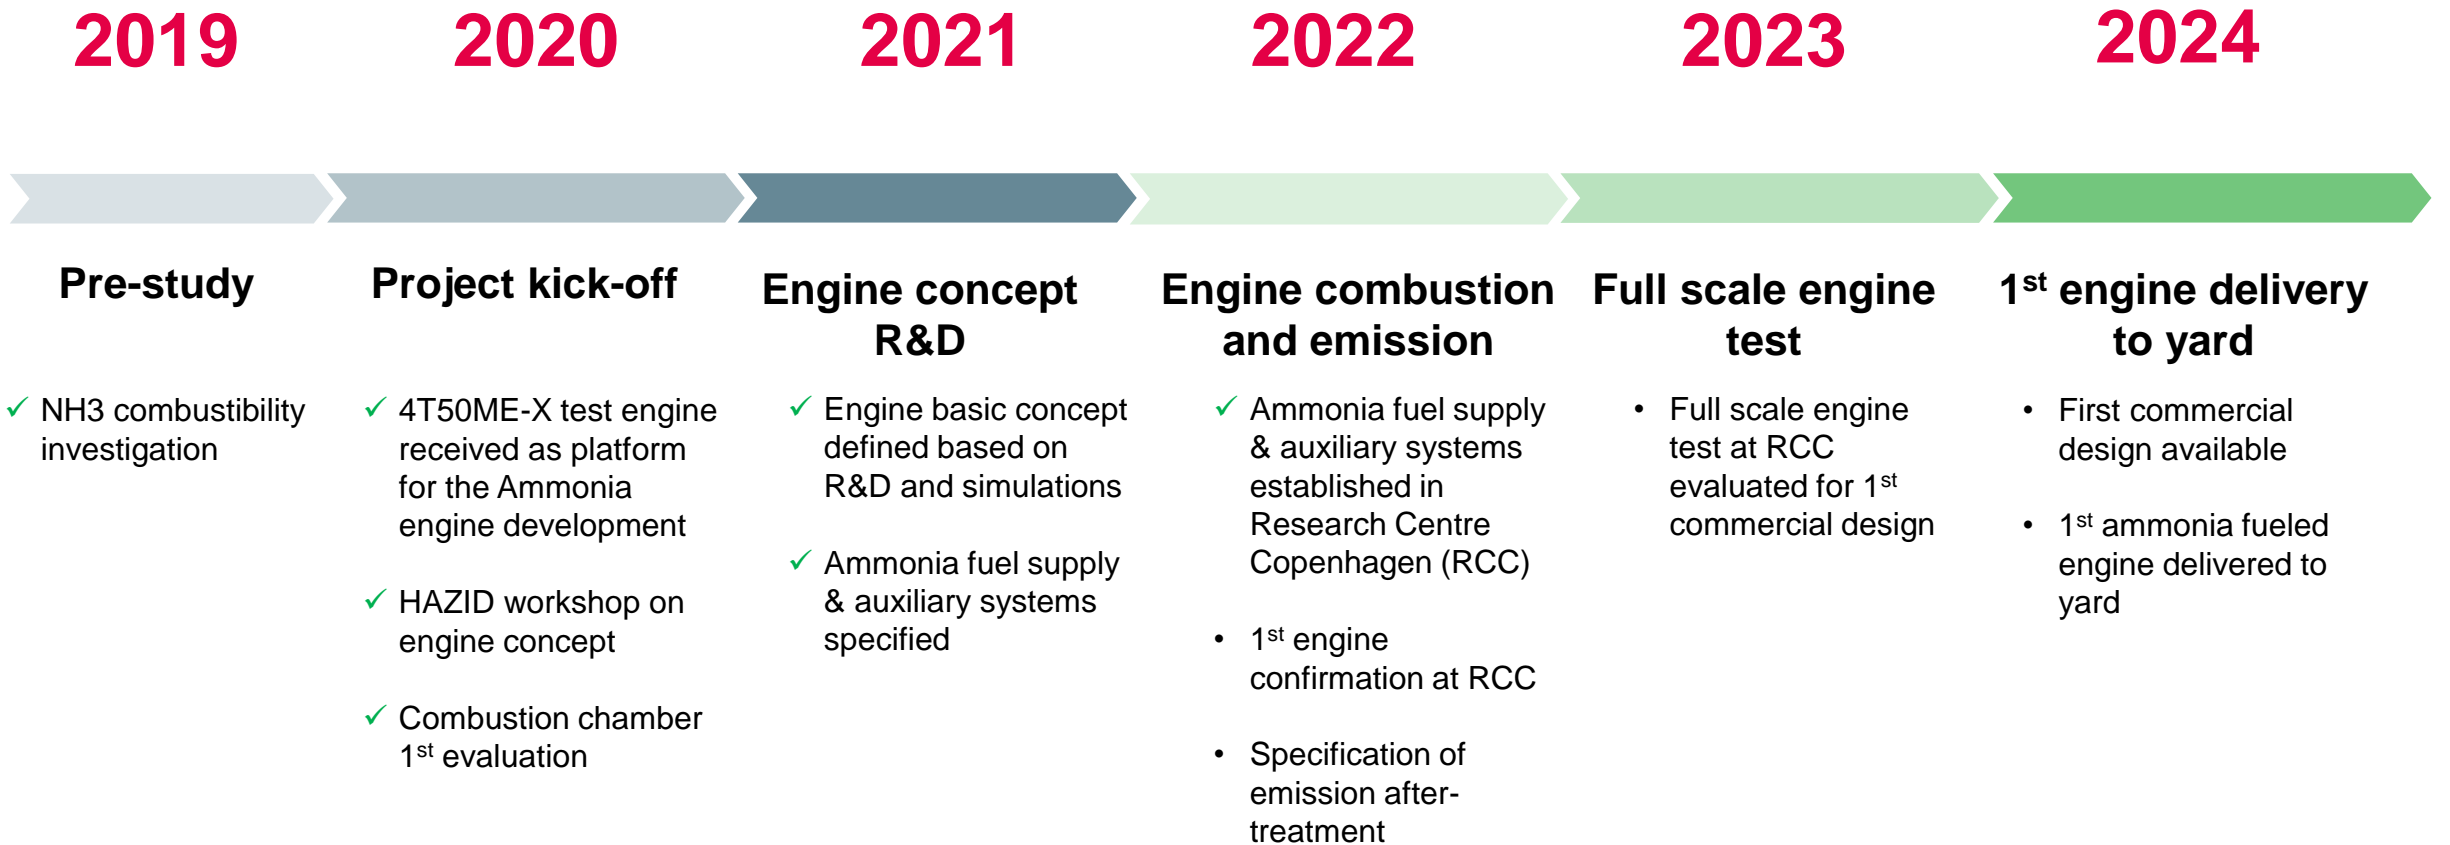 2019
2020
2021
2022
2023
2024
Pre-study
✓ NH3 combustibility
investigation
Project kick-off
✓ 4T50ME-X test engine
received as platform
for the Ammonia
engine development
✓ HAZID workshop on
engine concept
✓ Combustion chamber
1st evaluation
Engine concept
R&D
✓ Engine basic concept
defined based on
R&D and simulations
✓ Ammonia fuel supply
& auxiliary systems
specified
Engine combustion
and emission
✓ Ammonia fuel supply
& auxiliary systems
established in
Research Centre
Copenhagen (RCC)
• 1st engine
confirmation at RCC
• Specification of
emission after-
treatment
Full scale engine
test
• Full scale engine
test at RCC
evaluated for 1st
commercial design
1st engine delivery
to yard
• First commercial
design available
• 1st ammonia fueled
engine delivered to
yard